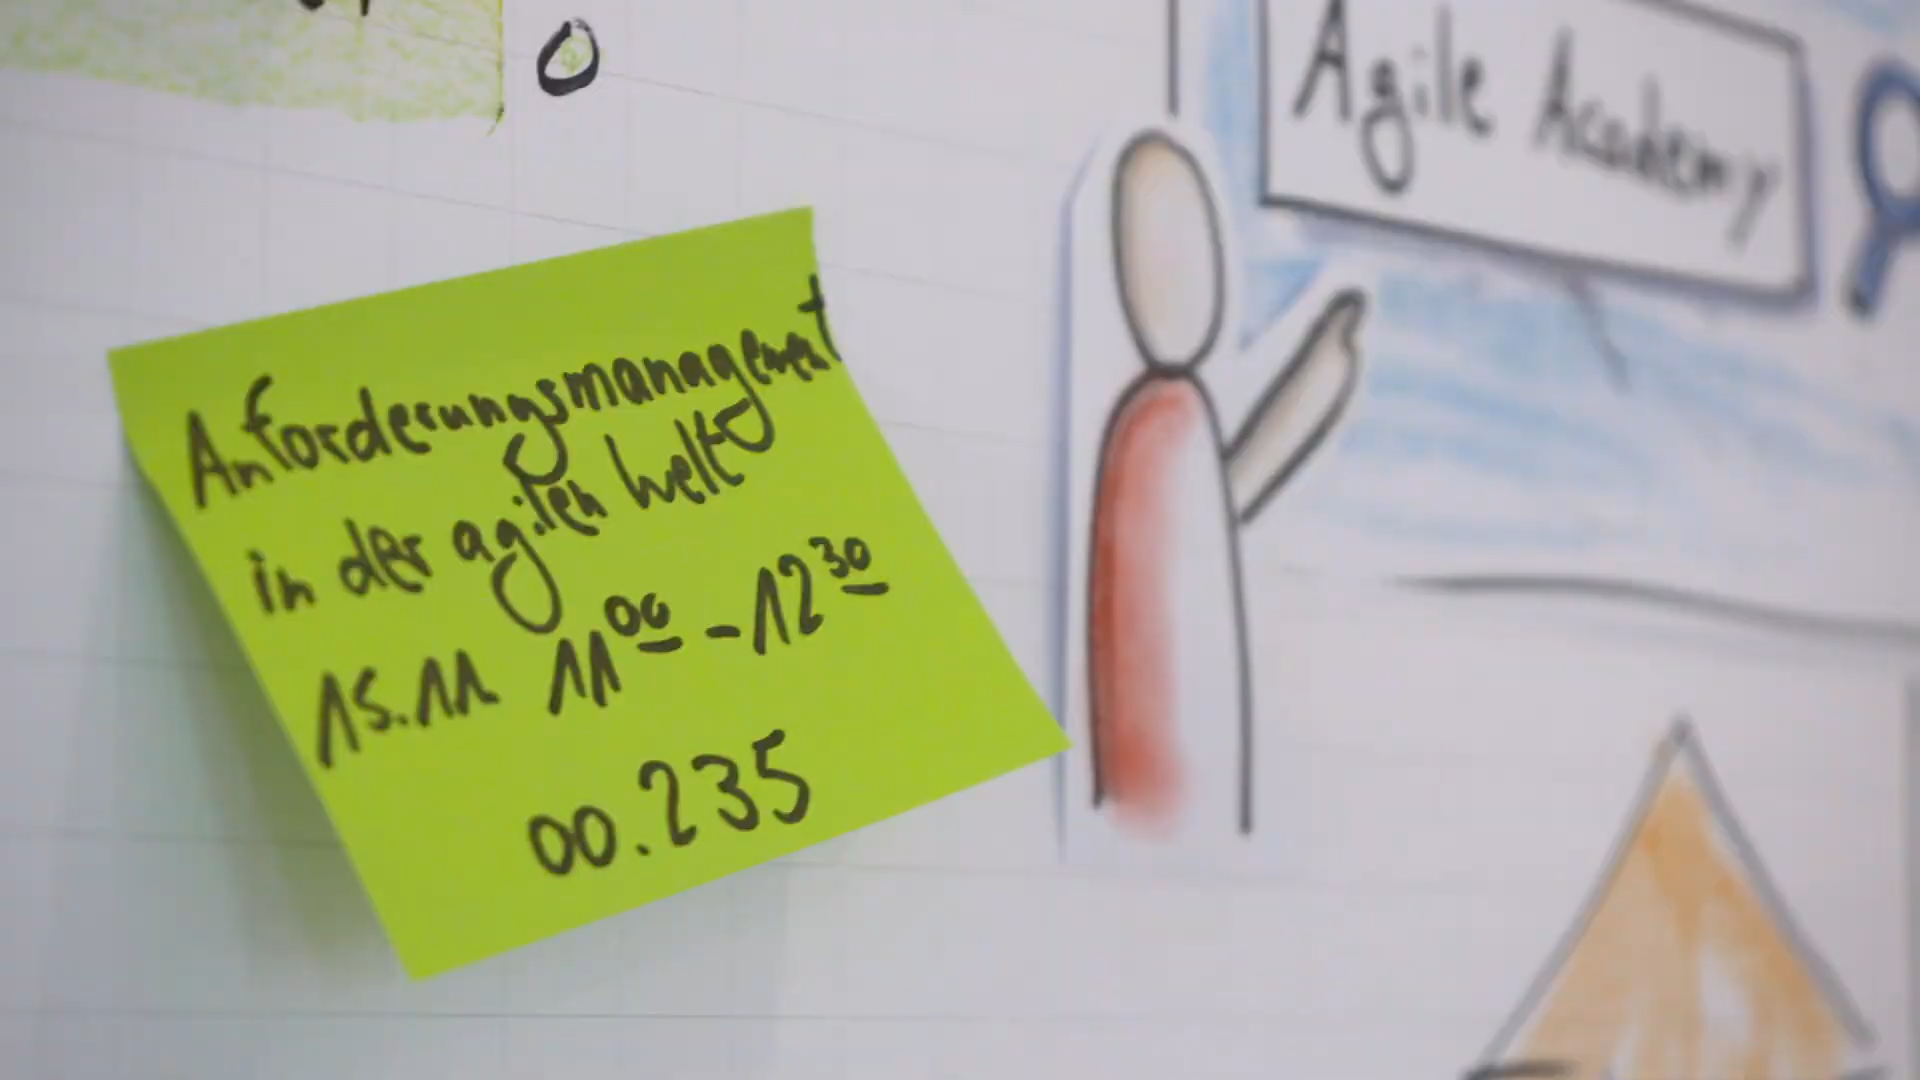 Agile Academy
Anforderungsmanagement
in der agilen Welt
15.11 1100 - 1230
00.235